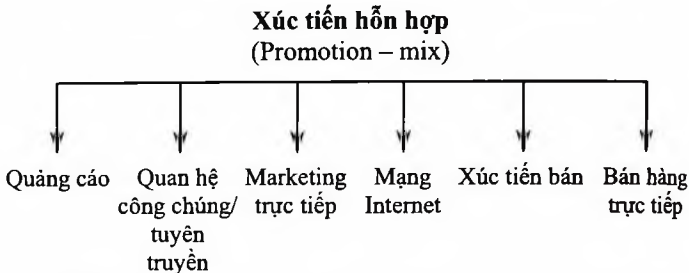 Xúc tiến hỗn hợp
(Promotion – mix)
Quảng cáo
Quan hệ
công chúng/
tuyên
truyền
Marketing
trực tiếp
Mạng
Internet
Xúc tiến bán
Bán hàng
trực tiếp